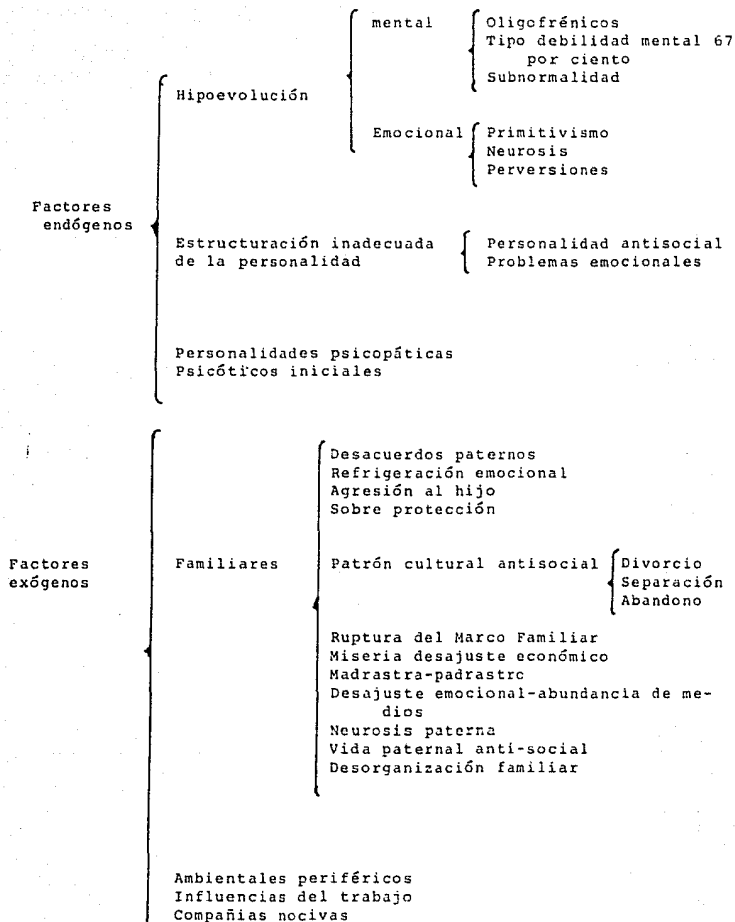 mental
Oligofrénicos
Tipo debilidad mental 67
por ciento
Subnormalidad
Hipoevolución
Emocional
Primitivismo
Neurosis
Perversiones
Factores
endógenos
Estructuración inadecuada
de la personalidad
Personalidad antisocial
Problemas emocionales
Personalidades psicopáticas
Psicóticos iniciales
Factores
exógenos
Familiares
Desacuerdos paternos
Refrigeración emocional
Agresión al hijo
Sobre protección
Patrón cultural antisocial
Divorcio
Separación
Abandono
Ruptura del Marco Familiar
Miseria desajuste económico
Madrastra-padrastro
Desajuste emocional-abundancia de me-
dios
Neurosis paterna
Vida paternal anti-social
Desorganización familiar
Ambientales periféricos
Influencias del trabajo
Compañias nocivas